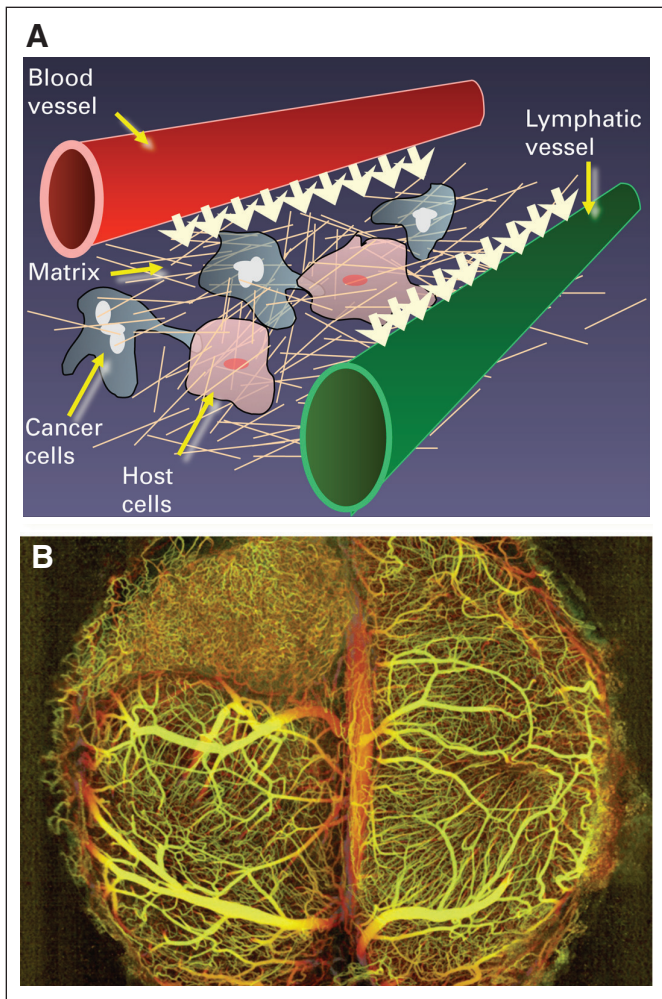 A
Blood
vessel
Lymphatic
vessel
Matrix
Cancer
cells
Host
cells
B